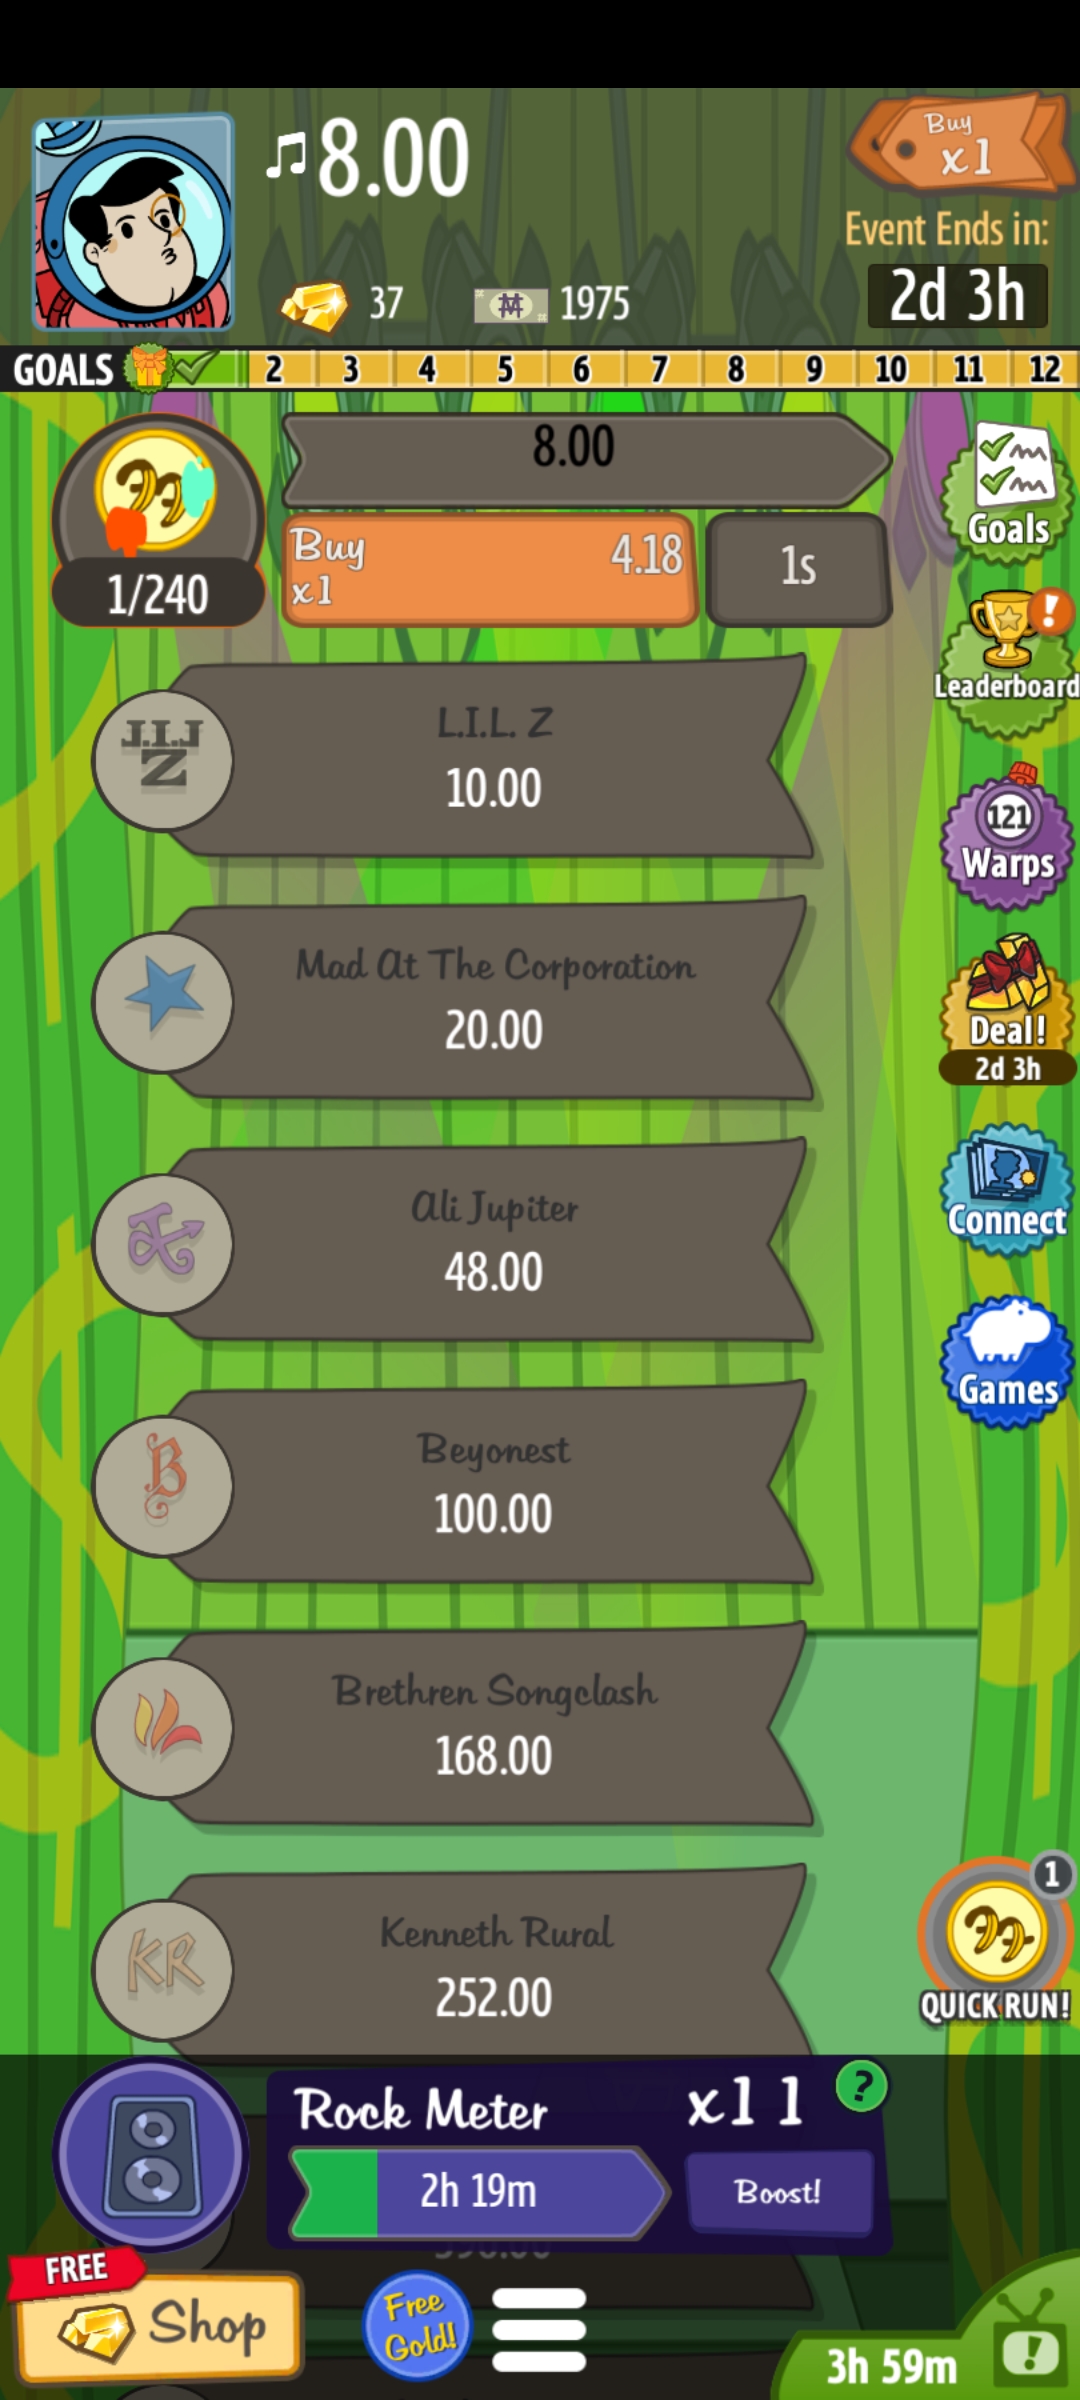 ♫8.00
Buy
x1
Event Ends in:
2d 3h
37
1975
GOALS
2 3 4 5 6 7 8 9 10 11 12
8.00
Buy
x1
4.18
1s
1/240
Goals
Leaderboard
L.I.L. Z
10.00
L.I.L
Z
121
Warps
Mad At The Corporation
20.00
Deal!
2d 3h
Ali Jupiter
48.00
Connect
Beyonest
100.00
B
Games
Brethren Songclash
168.00
Kenneth Rural
252.00
KR
1
QUICK RUN!
Rock Meter
x11
?
2h 19m
Boost!
FREE
Shop
Free
Gold!
3h 59m